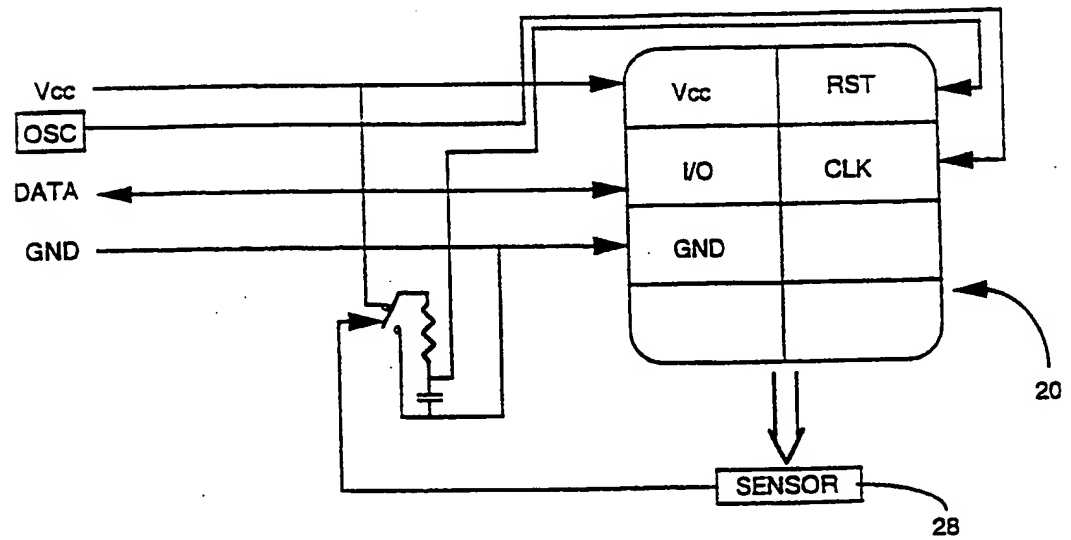 Vcc
OSC
DATA
GND
Vcc
RST
I/O
CLK
GND
20
SENSOR
28